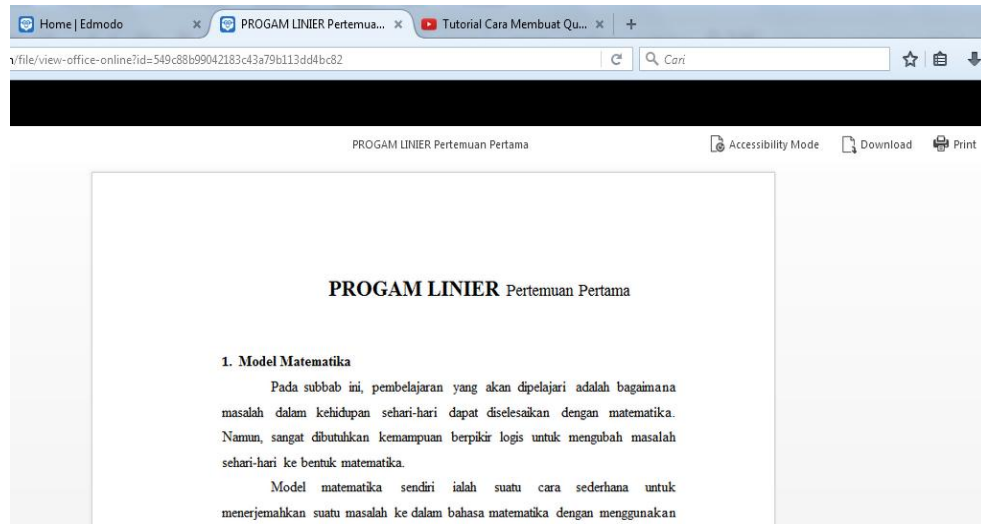 Home | Edmodo
PROGAM LINIER Pertemua...
Tutorial Cara Membuat Qu...
/file/view-office-online?id=549c88b99042183c43a79b113dd4bc82
Cari
PROGAM LINIER Pertemuan Pertama
Accessibility Mode
Download
Print
PROGAM LINIER Pertemuan Pertama
1. Model Matematika
Pada subbab ini, pembelajaran yang akan dipelajari adalah bagaimana
masalah dalam kehidupan sehari-hari dapat diselesaikan dengan matematika.
Namun, sangat dibutuhkan kemampuan berpikir logis untuk mengubah masalah
sehari-hari ke bentuk matematika.
Model matematika sendiri ialah suatu cara sederhana untuk
menerjemahkan suatu masalah ke dalam bahasa matematika dengan menggunakan